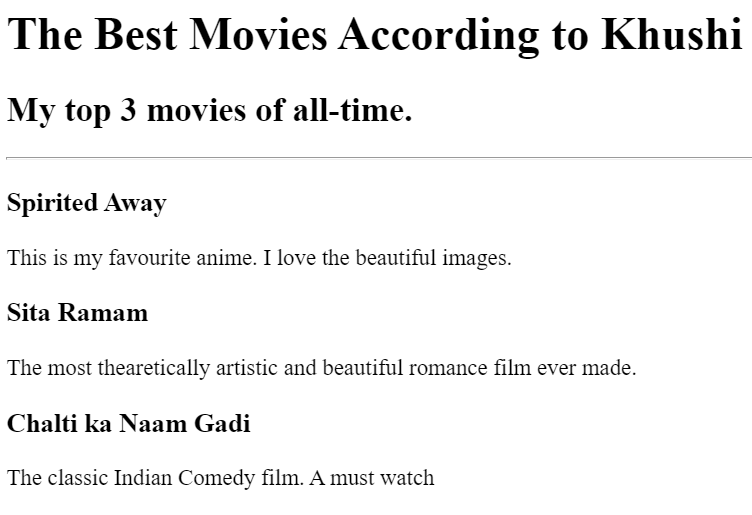 The Best Movies According to Khushi
My top 3 movies of all-time.
Spirited Away
This is my favourite anime. I love the beautiful images.
Sita Ramam
The most thearetically artistic and beautiful romance film ever made.
Chalti ka Naam Gadi
The classic Indian Comedy film. A must watch